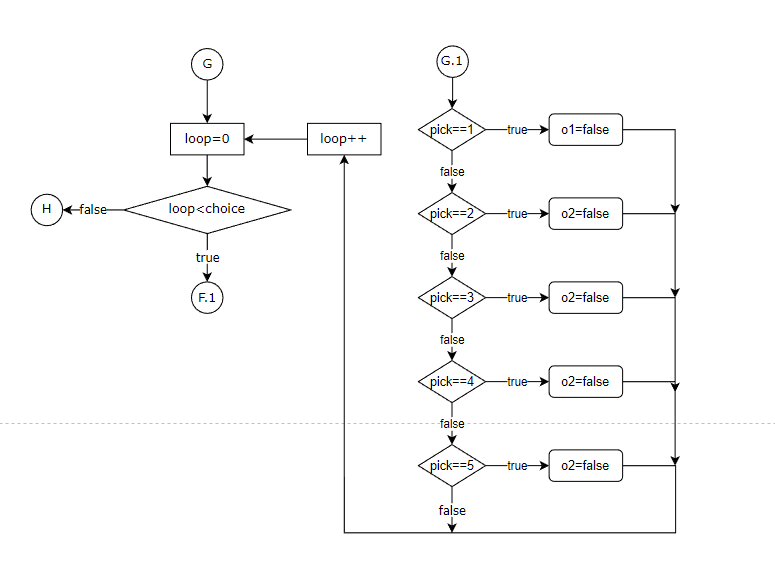 G
loop=0
loop++
loop<choice
false
H
true
F.1
G.1
pick==1
true
o1=false
false
pick==2
true
o2=false
false
pick==3
true
o2=false
false
pick==4
true
o2=false
false
pick==5
true
o2=false
false